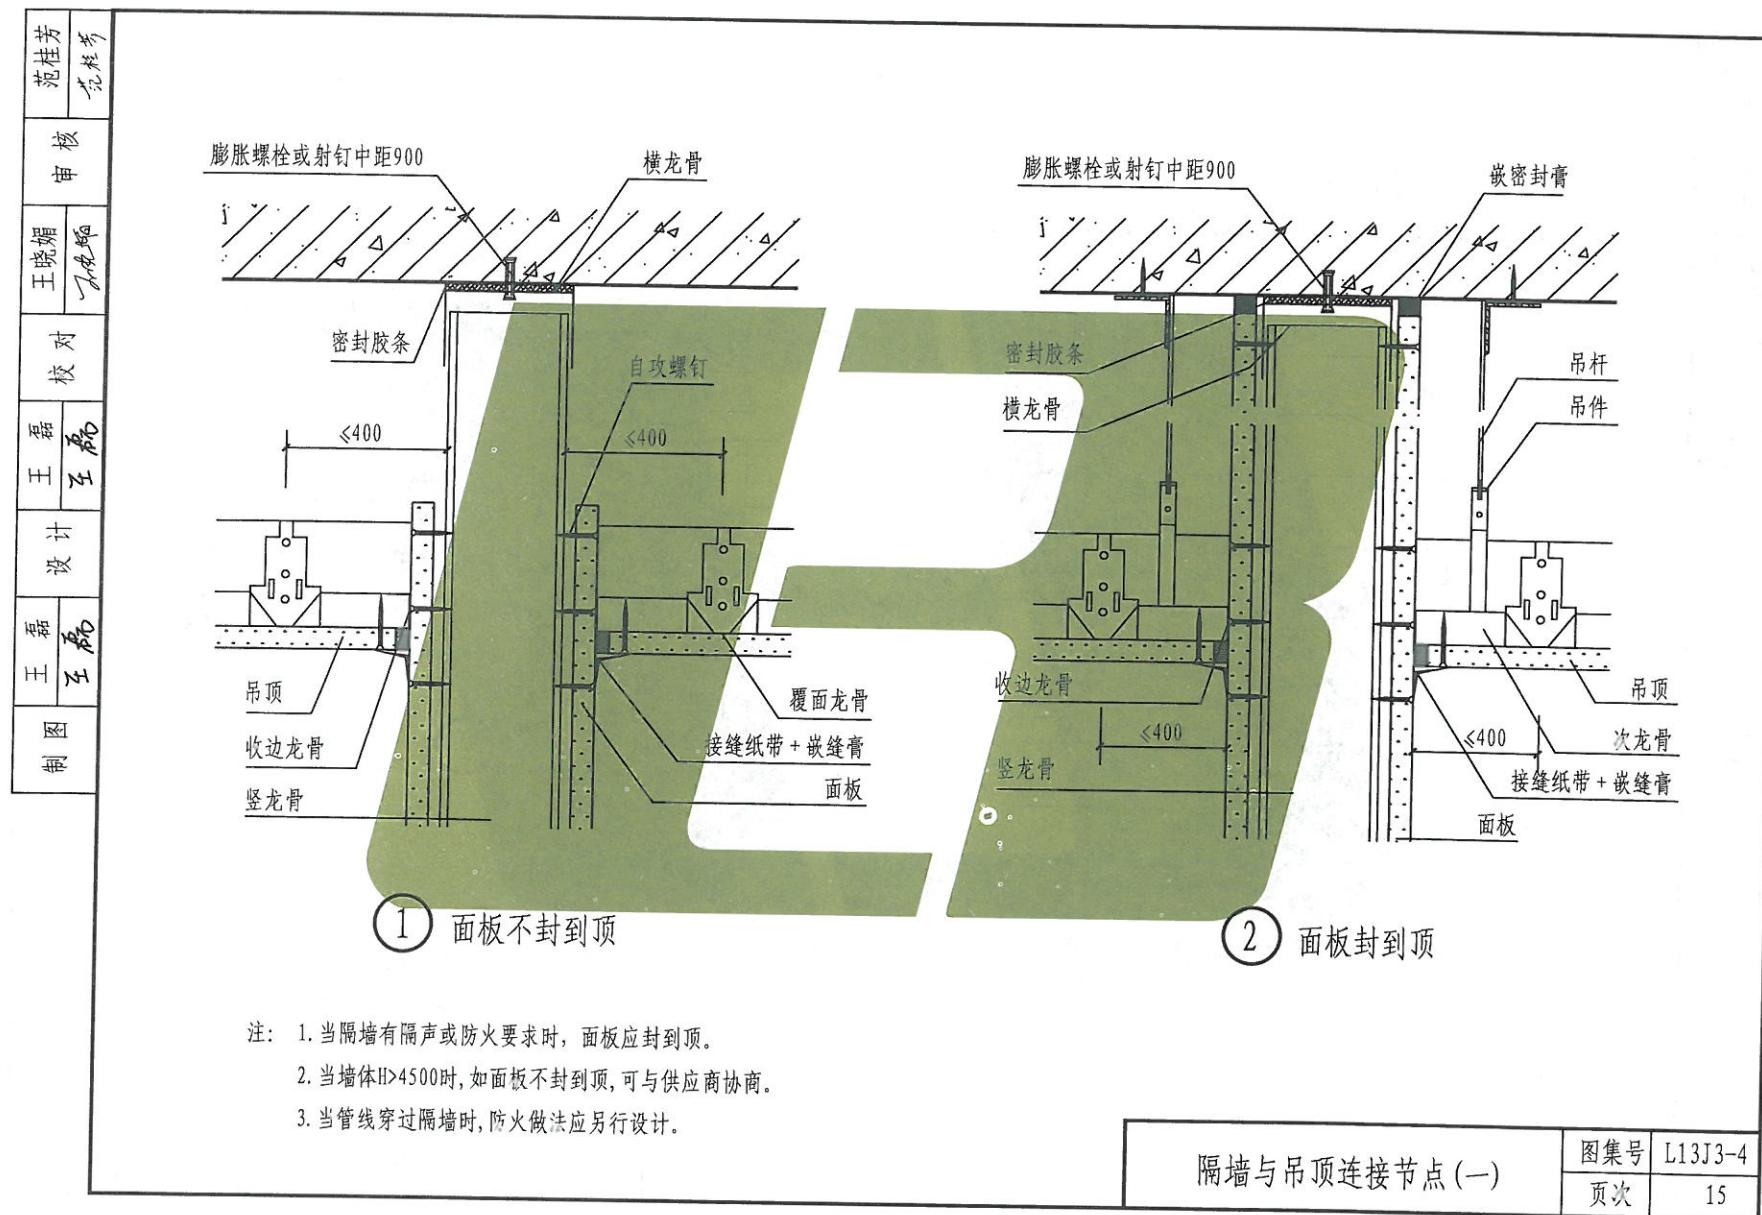 范桂芳
范桂芳
审核
王晓媚
校对
王磊
王磊
设计
王磊
王磊
制图
膨胀螺栓或射钉中距900
横龙骨
密封胶条
自攻螺钉
≤400
≤400
吊顶
收边龙骨
竖龙骨
覆面龙骨
接缝纸带+嵌缝膏
面板
① 面板不封到顶
膨胀螺栓或射钉中距900
嵌密封膏
密封胶条
横龙骨
吊杆
吊件
收边龙骨
≤400
竖龙骨
吊顶
≤400
次龙骨
接缝纸带+嵌缝膏
面板
② 面板封到顶
注: 1.当隔墙有隔声或防火要求时,面板应封到顶。
2.当墙体H>4500时,如面板不封到顶,可与供应商协商。
3.当管线穿过隔墙时,防火做法应另行设计。
隔墙与吊顶连接节点(一)
图集号 L13J3-4
页次 15